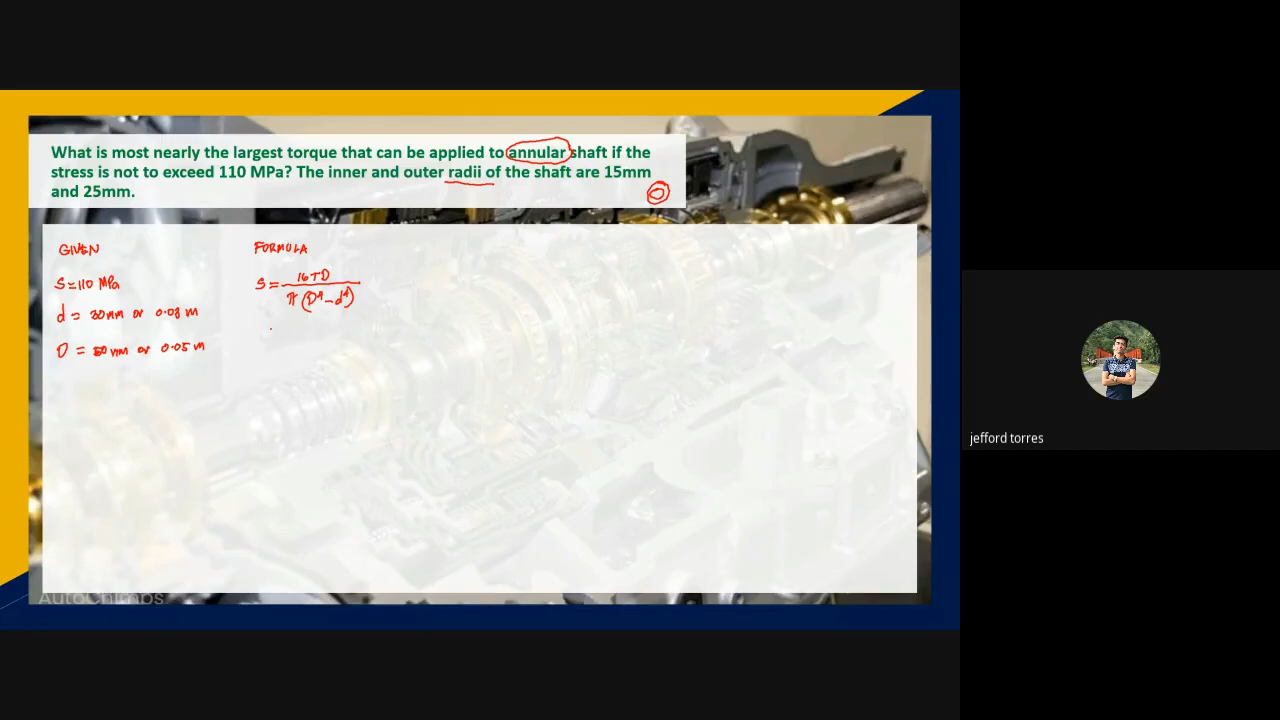 What is most nearly the largest torque that can be applied to annular shaft if the
stress is not to exceed 110 MPa? The inner and outer radii of the shaft are 15mm
and 25mm.
GIVEN
S=110 MPa
d = 30mm or 0.03 m
D = 50mm or 0.05 m
FORMULA
S = 16TD / π (D⁴ - d⁴)
AutoChimps
jefford torres